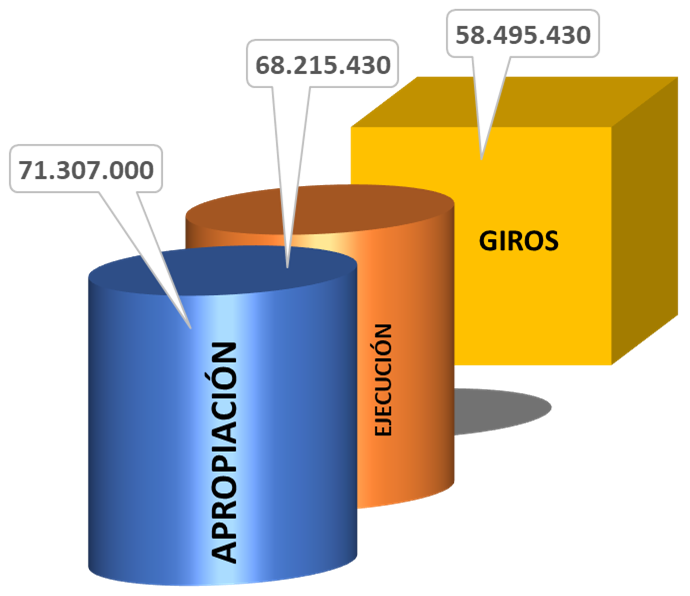 58.495.430
68.215.430
71.307.000
GIROS
EJECUCIÓN
APROPIACIÓN